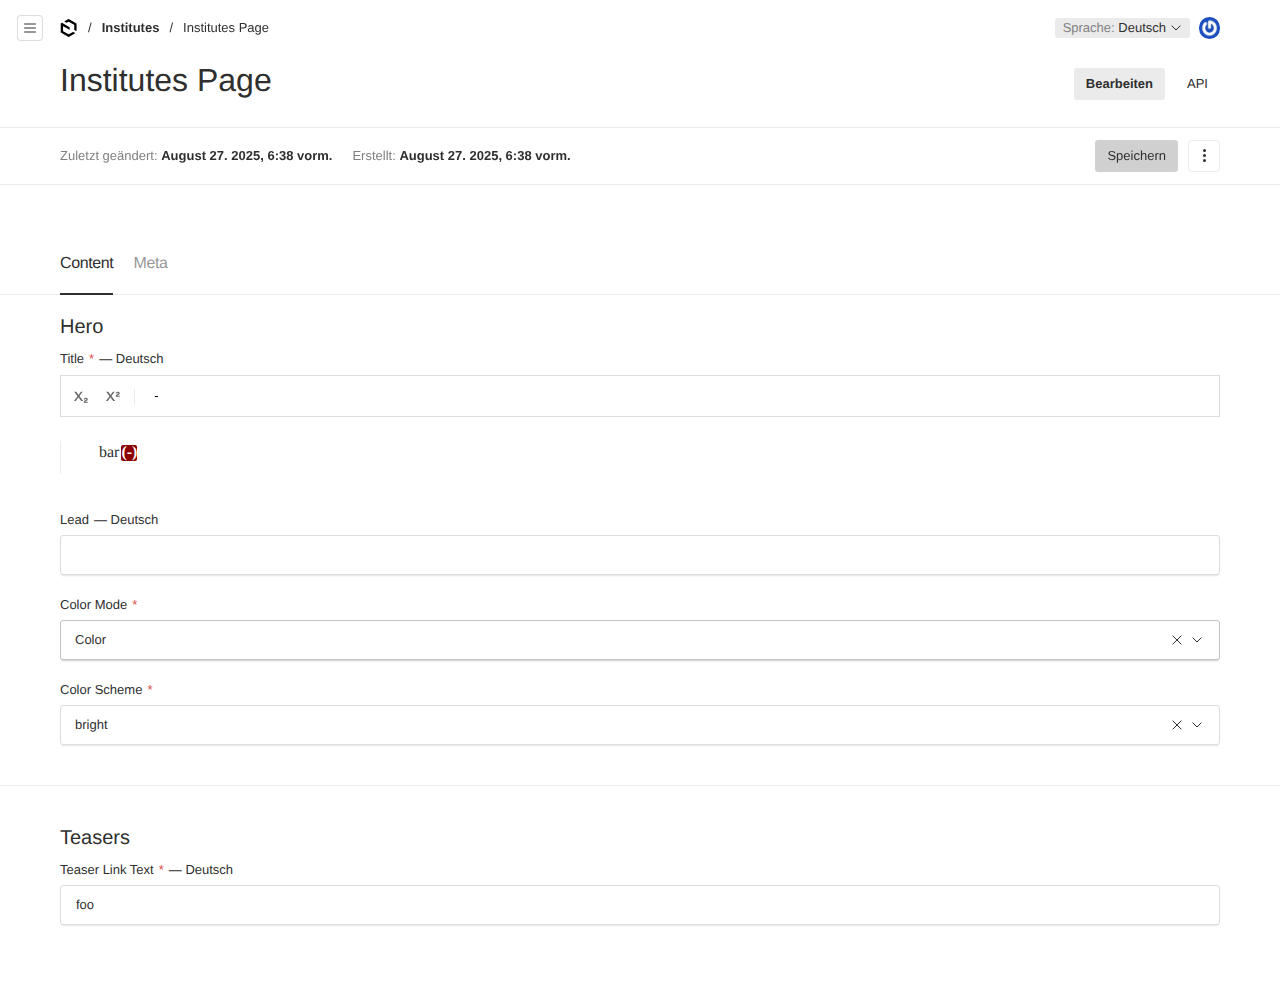 / Institutes / Institutes Page
Sprache: Deutsch
Institutes Page
Bearbeiten API
Zuletzt geändert: August 27. 2025, 6:38 vorm. Erstellt: August 27. 2025, 6:38 vorm.
Speichern
Content Meta
Hero
Title * — Deutsch
X₂ X² -
bar(-)
Lead — Deutsch
Color Mode *
Color
Color Scheme *
bright
Teasers
Teaser Link Text * — Deutsch
foo